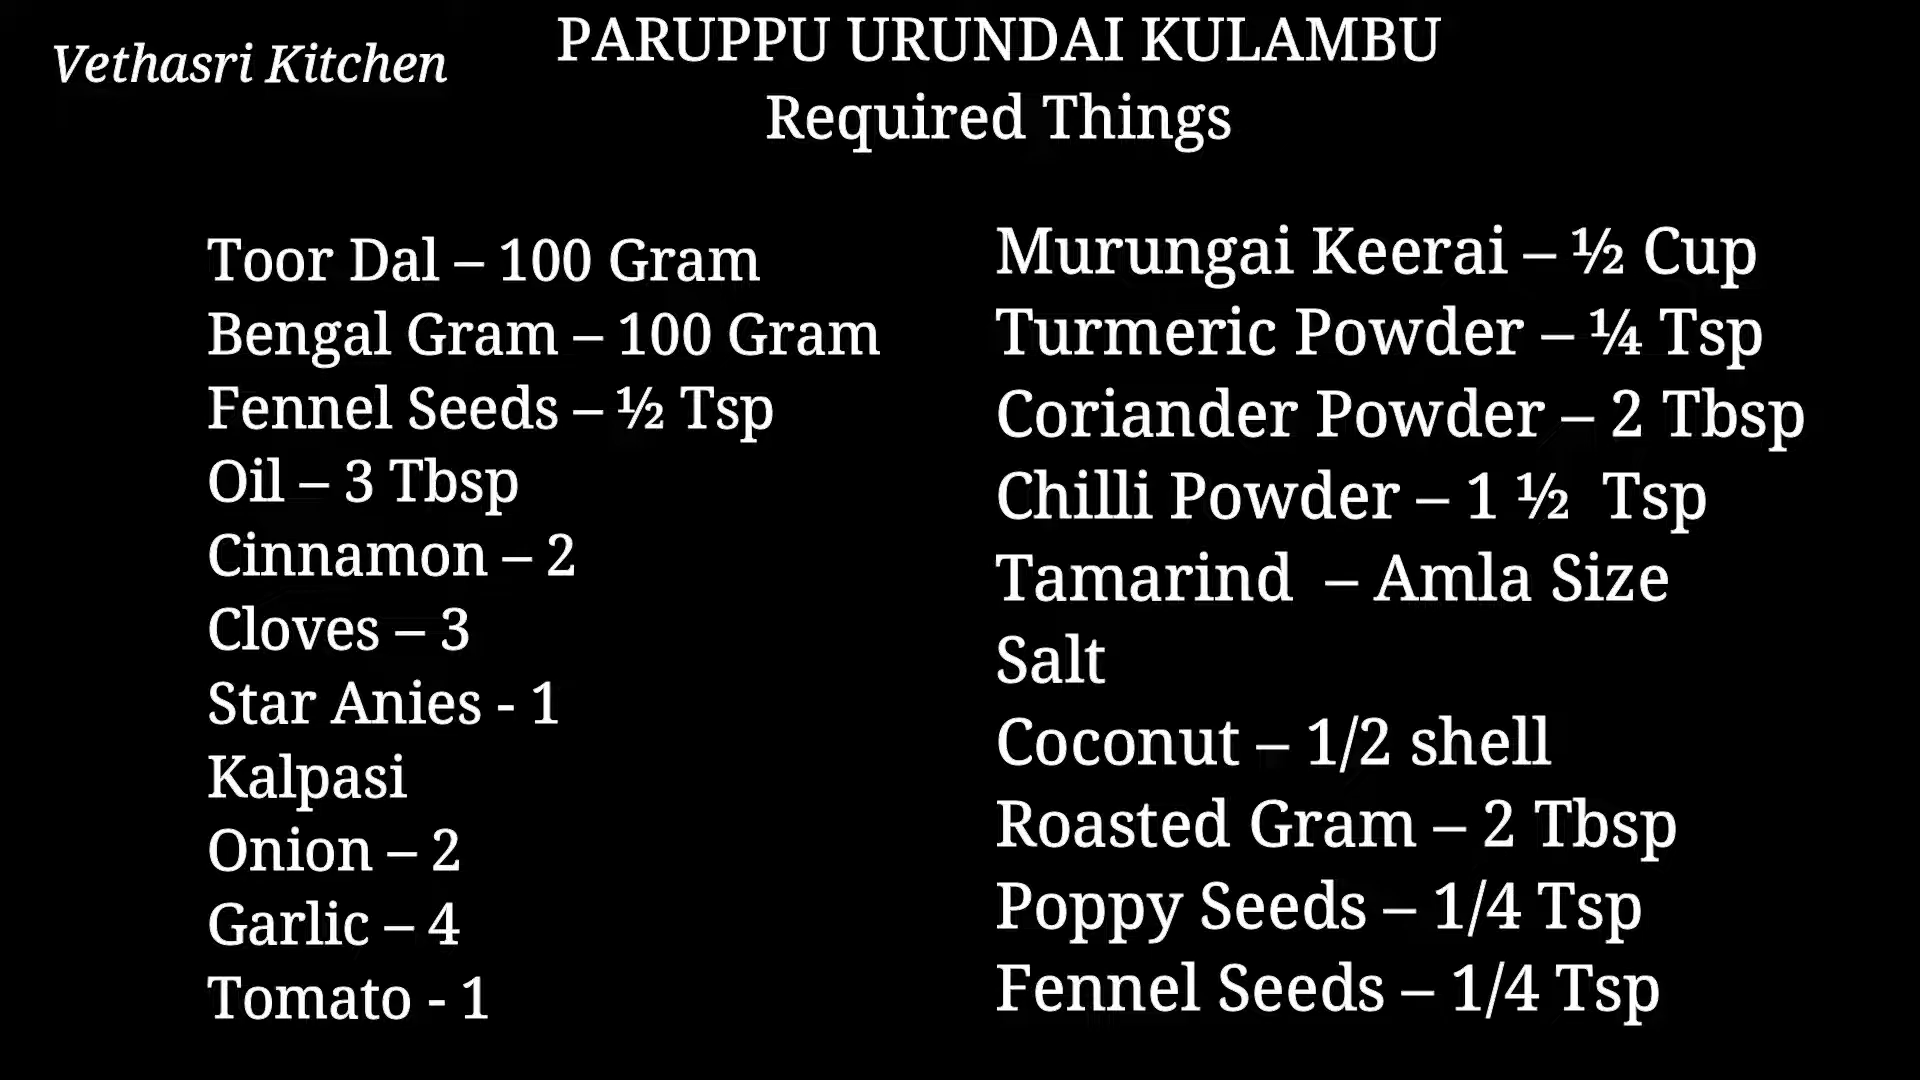 Vethasri Kitchen
PARUPPU URUNDAI KULAMBU
Required Things
Toor Dal – 100 Gram
Bengal Gram – 100 Gram
Fennel Seeds – ½ Tsp
Oil – 3 Tbsp
Cinnamon – 2
Cloves – 3
Star Anies - 1
Kalpasi
Onion – 2
Garlic – 4
Tomato - 1
Murungai Keerai – ½ Cup
Turmeric Powder – ¼ Tsp
Coriander Powder – 2 Tbsp
Chilli Powder – 1 ½  Tsp
Tamarind  – Amla Size
Salt
Coconut – 1/2 shell
Roasted Gram – 2 Tbsp
Poppy Seeds – 1/4 Tsp
Fennel Seeds – 1/4 Tsp